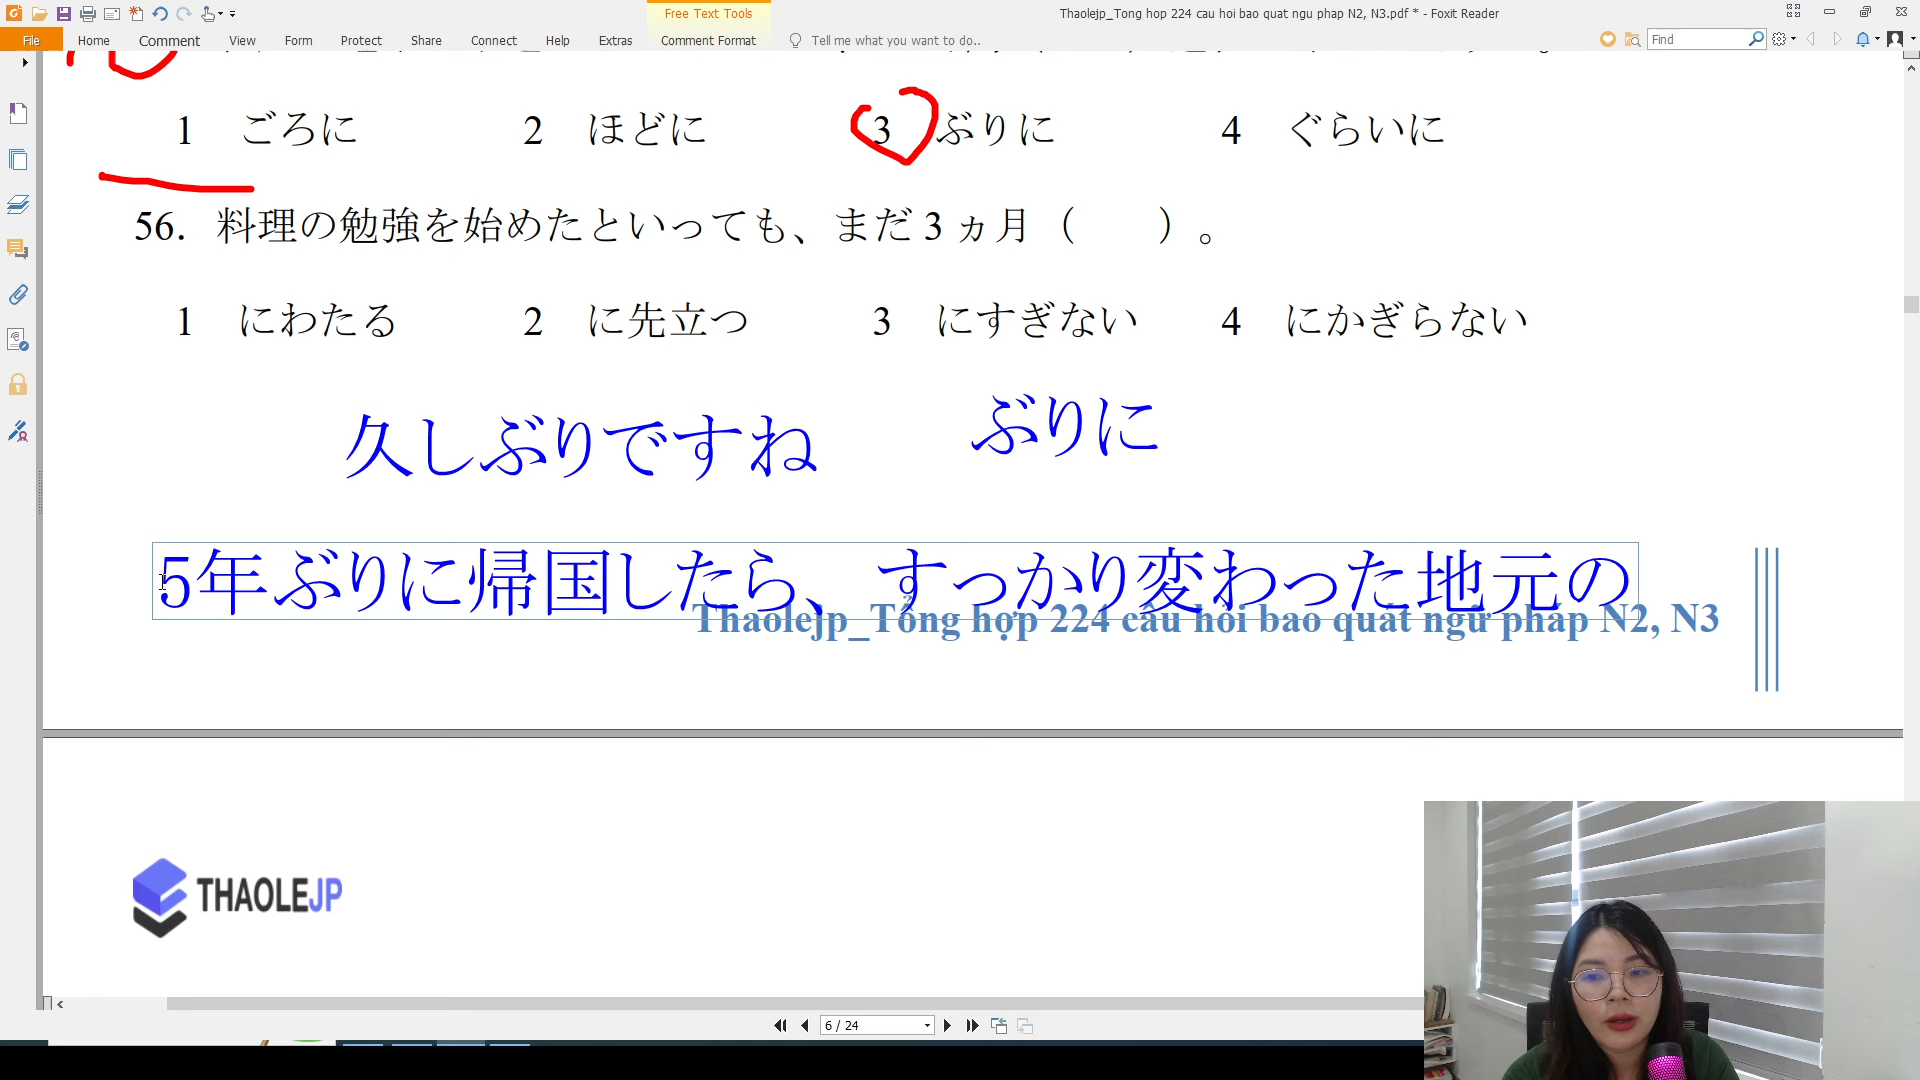 Free Text Tools
Thaolejp_Tong hop 224 cau hoi bao quat ngu phap N2, N3.pdf * - Foxit Reader
File Home Comment View Form Protect Share Connect Help Extras Comment Format Tell me what you want to do.. Find
1 ごろに 2 ほどに 3 ぶりに 4 ぐらいに
56. 料理の勉強を始めたといっても、まだ3ヵ月（　　）。
1 にわたる 2 に先立つ 3 にすぎない 4 にかぎらない
久しぶりですね ぶりに
5年ぶりに帰国したら、すっかり変わった地元の
Thaolejp_Tổng hợp 224 câu hỏi bao quát ngữ pháp N2, N3
THAOLEJP
6 / 24